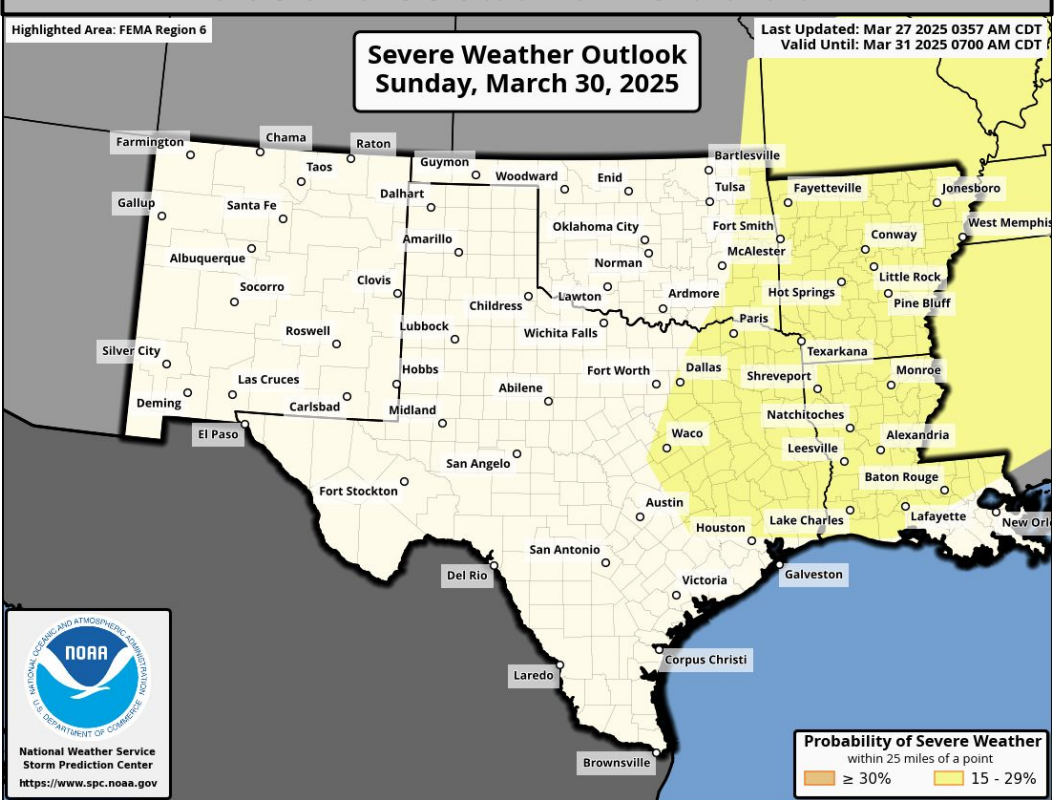 Highlighted Area: FEMA Region 6
Severe Weather Outlook
Sunday, March 30, 2025
Last Updated: Mar 27 2025 0357 AM CDT
Valid Until: Mar 31 2025 0700 AM CDT
Farmington
Chama
Raton
Taos
Guymon
Woodward
Enid
Bartlesville
Tulsa
Fayetteville
Jonesboro
Gallup
Santa Fe
Dalhart
Oklahoma City
Fort Smith
Conway
West Memphis
Albuquerque
Amarillo
Norman
McAlester
Little Rock
Socorro
Clovis
Childress
Lawton
Ardmore
Hot Springs
Pine Bluff
Roswell
Lubbock
Wichita Falls
Paris
Texarkana
Silver City
Las Cruces
Hobbs
Fort Worth
Dallas
Shreveport
Monroe
Deming
Carlsbad
Midland
Abilene
Natchitoches
El Paso
San Angelo
Waco
Leesville
Alexandria
Fort Stockton
Austin
Houston
Lake Charles
Baton Rouge
Lafayette
New Orl
Del Rio
San Antonio
Victoria
Galveston
Laredo
Corpus Christi
Brownsville
NATIONAL OCEANIC AND ATMOSPHERIC ADMINISTRATION
NOAA
U.S. DEPARTMENT OF COMMERCE
National Weather Service
Storm Prediction Center
https://www.spc.noaa.gov
Probability of Severe Weather
within 25 miles of a point
≥ 30%
15 - 29%